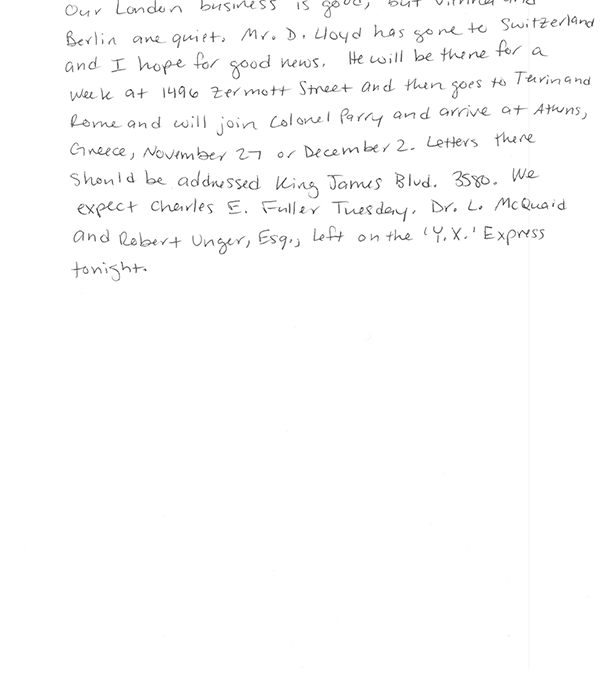 Our London business is good, but Vienna and
Berlin are quiet. Mr. D. Lloyd has gone to Switzerland
and I hope for good news. He will be there for a
week at 1496 Zermott Street and then goes to Turin and
Rome and will join Colonel Parry and arrive at Athens,
Greece, November 27 or December 2. Letters there
should be addressed King James Blvd. 3580. We
expect Charles E. Fuller Tuesday. Dr. L. McQuaid
and Robert Unger, Esq., left on the 'Y.X.' Express
tonight.